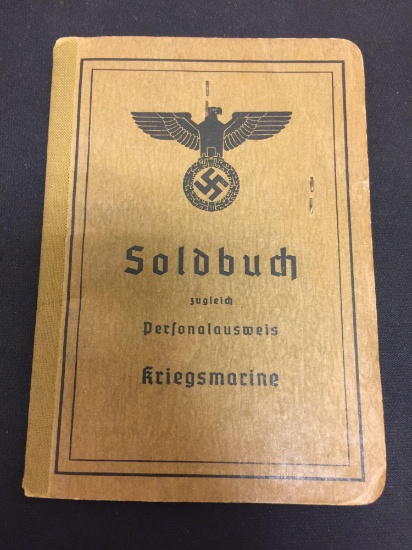 Soldbuch
zugleich
Personalausweis
Kriegsmarine